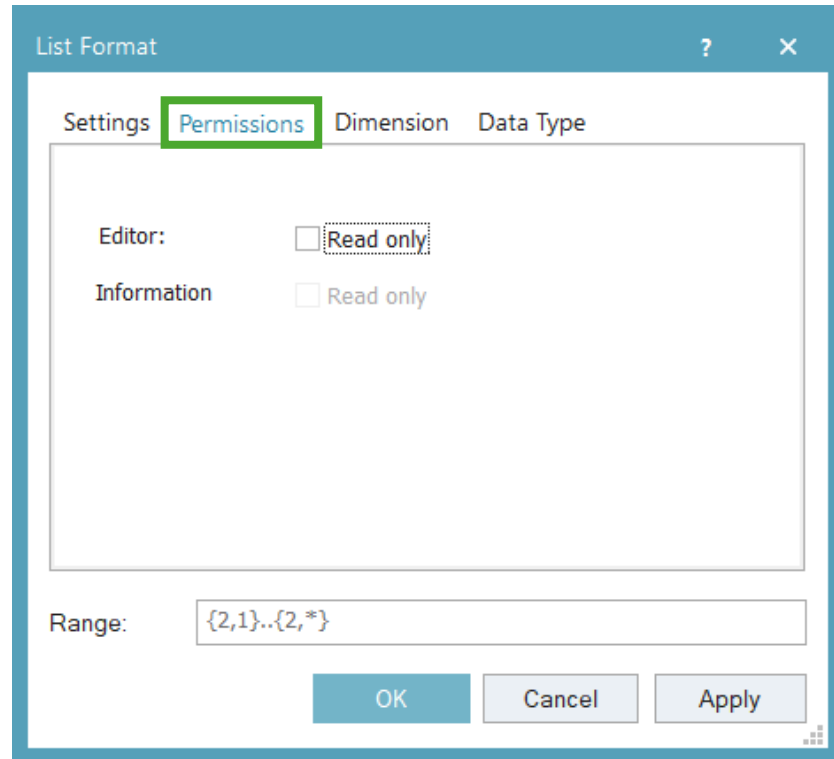 List Format ? ×
Settings Permissions Dimension Data Type
Editor: Read only
Information Read only
Range: {2,1}..{2,*}
OK Cancel Apply